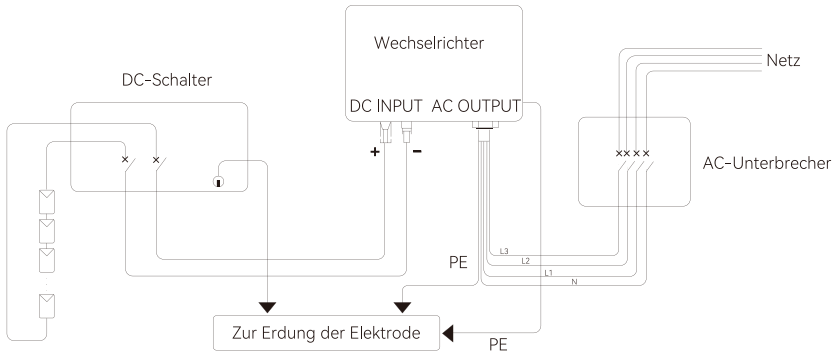 Wechselrichter
DC INPUT AC OUTPUT
+ −
DC-Schalter
Netz
AC-Unterbrecher
L3
L2
L1
N
PE
Zur Erdung der Elektrode
PE